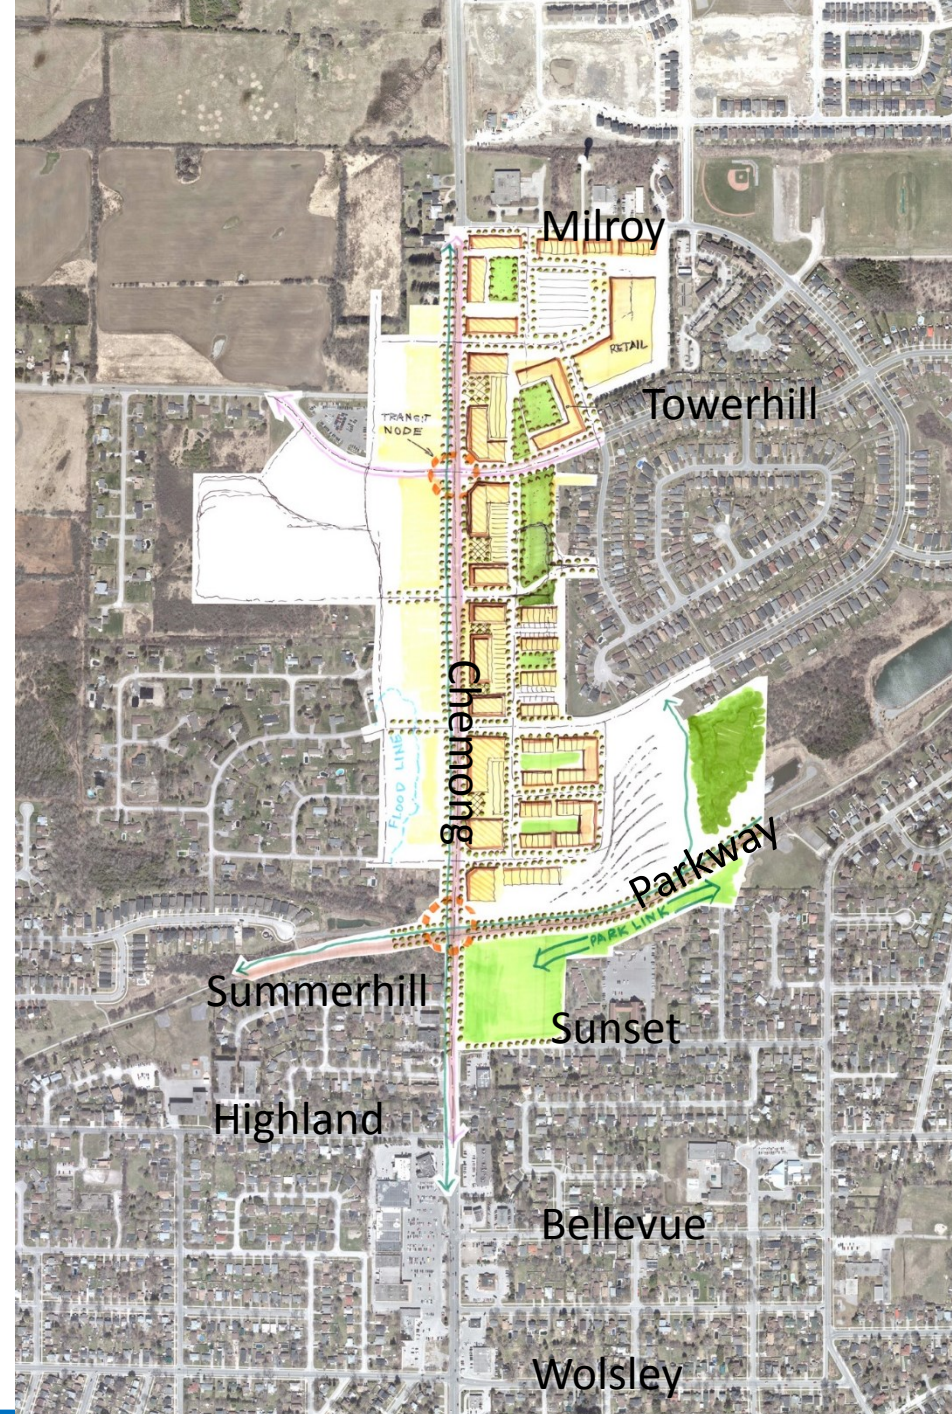 Milroy
RETAIL
Towerhill
TRANSIT
NODE
Chemong
FLOOD LINE
Parkway
PARK LINK
Summerhill
Sunset
Highland
Bellevue
Wolsley